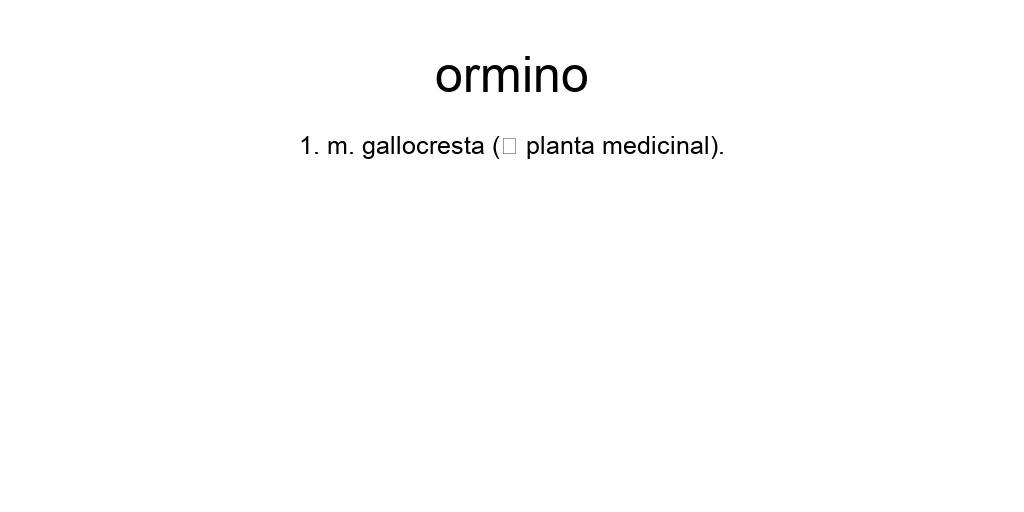 ormino
1. m. gallocresta (□ planta medicinal).